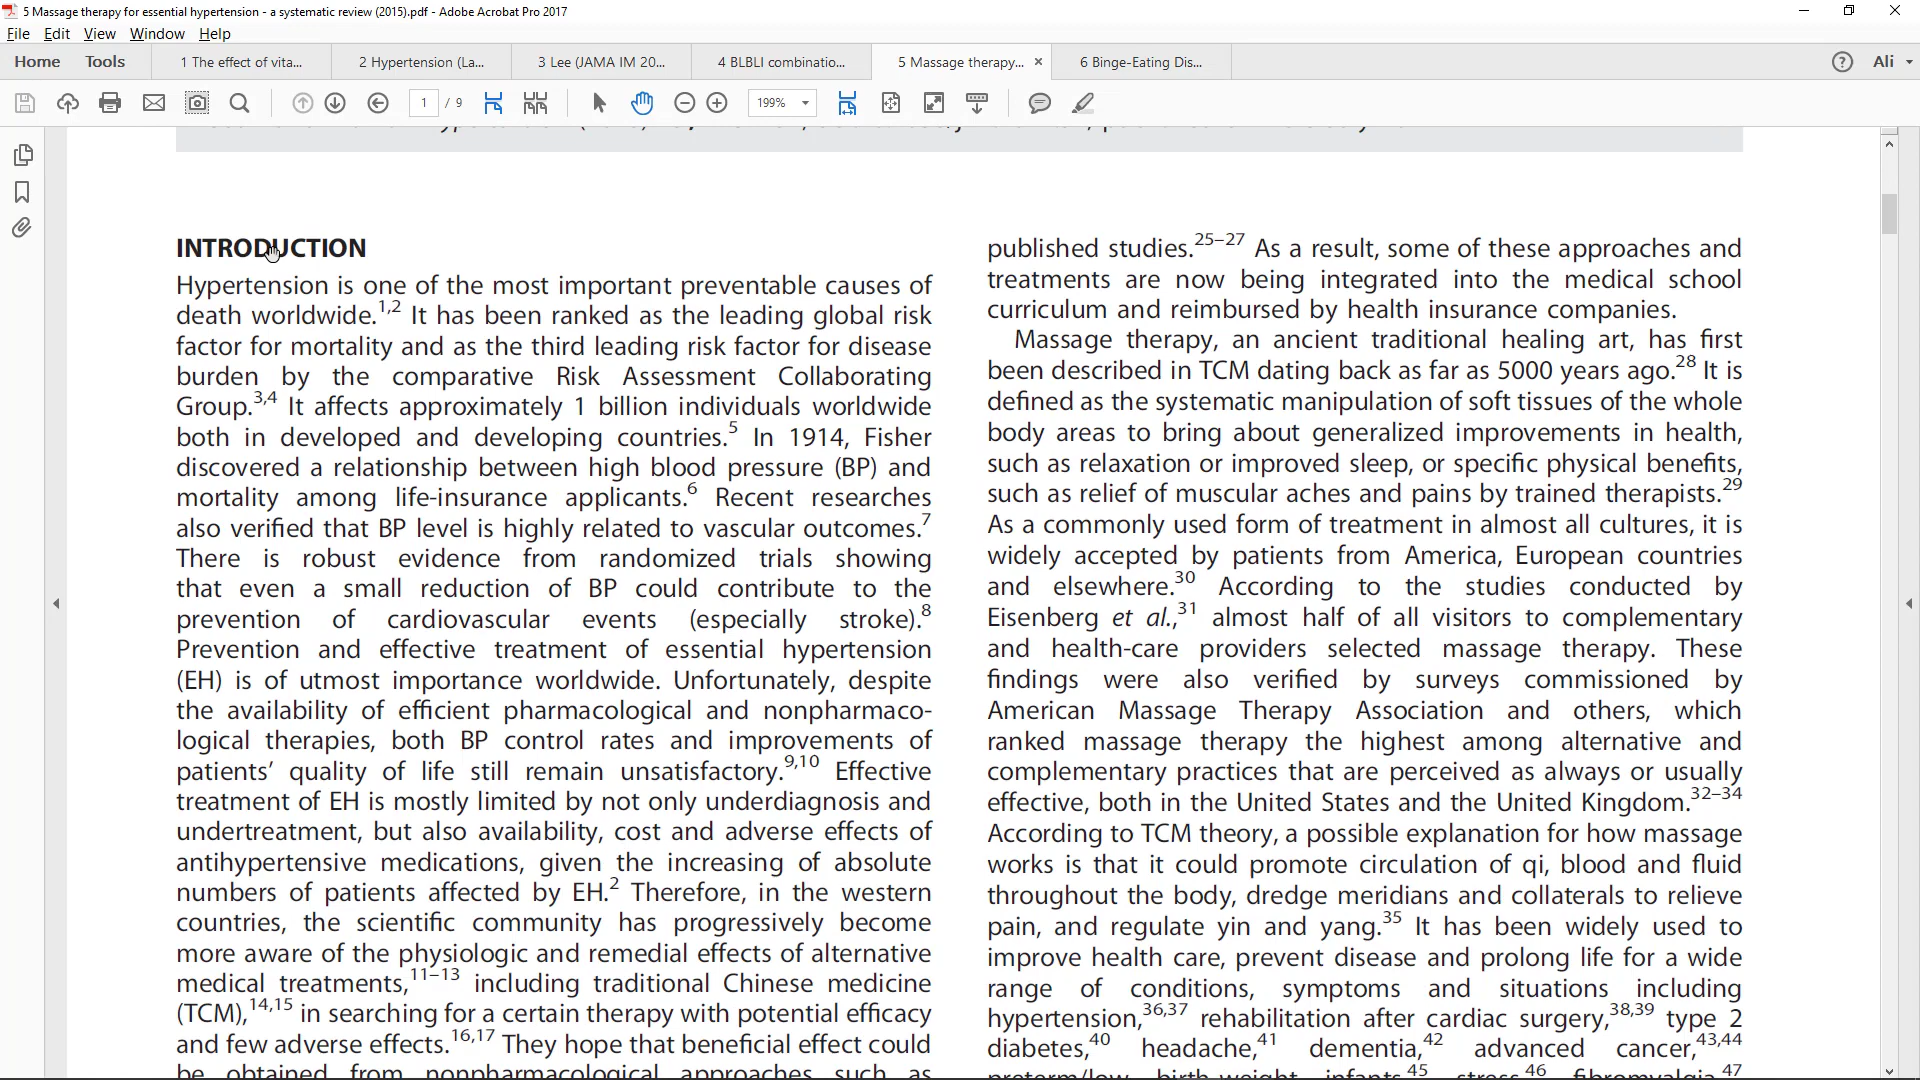 5 Massage therapy for essential hypertension - a systematic review (2015).pdf - Adobe Acrobat Pro 2017
File Edit View Window Help
Home Tools 1 The effect of vita... 2 Hypertension (La... 3 Lee (JAMA IM 20... 4 BLBLI combinatio... 5 Massage therapy... × 6 Binge-Eating Dis... ? Ali
1 / 9 199%
INTRODUCTION
Hypertension is one of the most important preventable causes of
death worldwide.1,2 It has been ranked as the leading global risk
factor for mortality and as the third leading risk factor for disease
burden by the comparative Risk Assessment Collaborating
Group.3,4 It affects approximately 1 billion individuals worldwide
both in developed and developing countries.5 In 1914, Fisher
discovered a relationship between high blood pressure (BP) and
mortality among life-insurance applicants.6 Recent researches
also verified that BP level is highly related to vascular outcomes.7
There is robust evidence from randomized trials showing
that even a small reduction of BP could contribute to the
prevention of cardiovascular events (especially stroke).8
Prevention and effective treatment of essential hypertension
(EH) is of utmost importance worldwide. Unfortunately, despite
the availability of efficient pharmacological and nonpharmaco-
logical therapies, both BP control rates and improvements of
patients' quality of life still remain unsatisfactory.9,10 Effective
treatment of EH is mostly limited by not only underdiagnosis and
undertreatment, but also availability, cost and adverse effects of
antihypertensive medications, given the increasing of absolute
numbers of patients affected by EH.2 Therefore, in the western
countries, the scientific community has progressively become
more aware of the physiologic and remedial effects of alternative
medical treatments,11–13 including traditional Chinese medicine
(TCM),14,15 in searching for a certain therapy with potential efficacy
and few adverse effects.16,17 They hope that beneficial effect could
be obtained from nonpharmacological approaches such as
published studies.25–27 As a result, some of these approaches and
treatments are now being integrated into the medical school
curriculum and reimbursed by health insurance companies.
Massage therapy, an ancient traditional healing art, has first
been described in TCM dating back as far as 5000 years ago.28 It is
defined as the systematic manipulation of soft tissues of the whole
body areas to bring about generalized improvements in health,
such as relaxation or improved sleep, or specific physical benefits,
such as relief of muscular aches and pains by trained therapists.29
As a commonly used form of treatment in almost all cultures, it is
widely accepted by patients from America, European countries
and elsewhere.30 According to the studies conducted by
Eisenberg et al.,31 almost half of all visitors to complementary
and health-care providers selected massage therapy. These
findings were also verified by surveys commissioned by
American Massage Therapy Association and others, which
ranked massage therapy the highest among alternative and
complementary practices that are perceived as always or usually
effective, both in the United States and the United Kingdom.32–34
According to TCM theory, a possible explanation for how massage
works is that it could promote circulation of qi, blood and fluid
throughout the body, dredge meridians and collaterals to relieve
pain, and regulate yin and yang.35 It has been widely used to
improve health care, prevent disease and prolong life for a wide
range of conditions, symptoms and situations including
hypertension,36,37 rehabilitation after cardiac surgery,38,39 type 2
diabetes,40 headache,41 dementia,42 advanced cancer,43,44
preterm/low birth-weight infants,45 stress,46 fibromyalgia,47